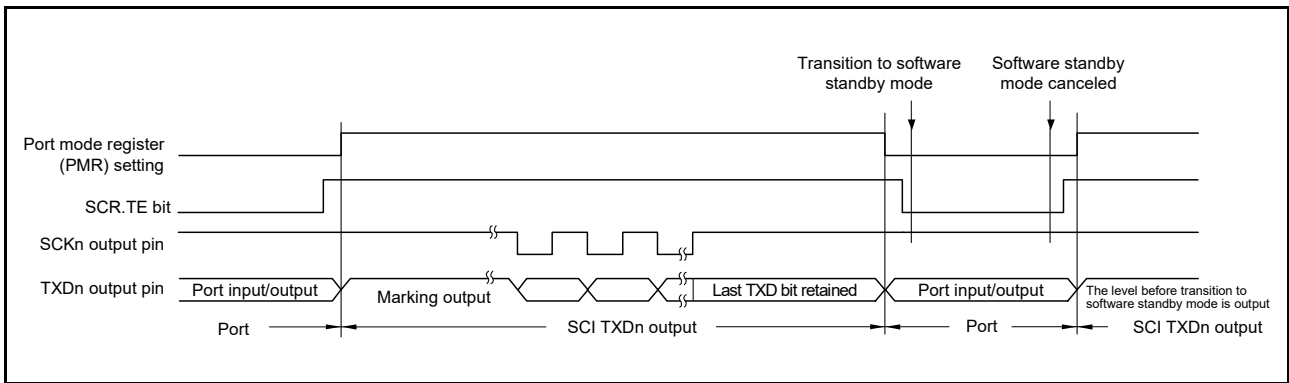 Transition to software
standby mode
Software standby
mode canceled
Port mode register
(PMR) setting
SCR.TE bit
SCKn output pin
TXDn output pin
Port input/output
Marking output
Last TXD bit retained
Port input/output
The level before transition to
software standby mode is output
Port
SCI TXDn output
Port
SCI TXDn output